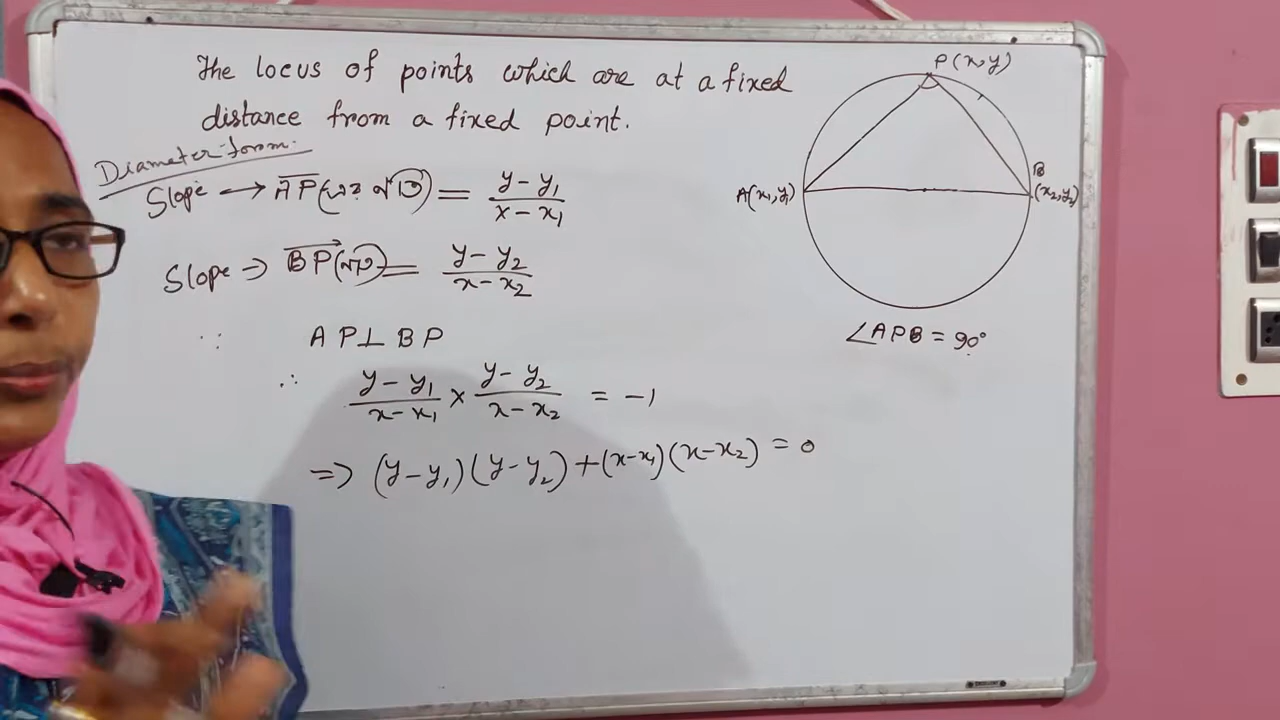 The locus of points which are at a fixed
distance from a fixed point.
Diameter form:
Slope → AP = y - y₁ / x - x₁
Slope → BP = y - y₂ / x - x₂
∵ AP ⊥ BP
∴ y - y₁ / x - x₁ × y - y₂ / x - x₂ = -1
=> (y - y₁)(y - y₂) + (x - x₁)(x - x₂) = 0
P(x,y)
A(x₁,y₁)
B
(x₂,y₂)
∠APB = 90°